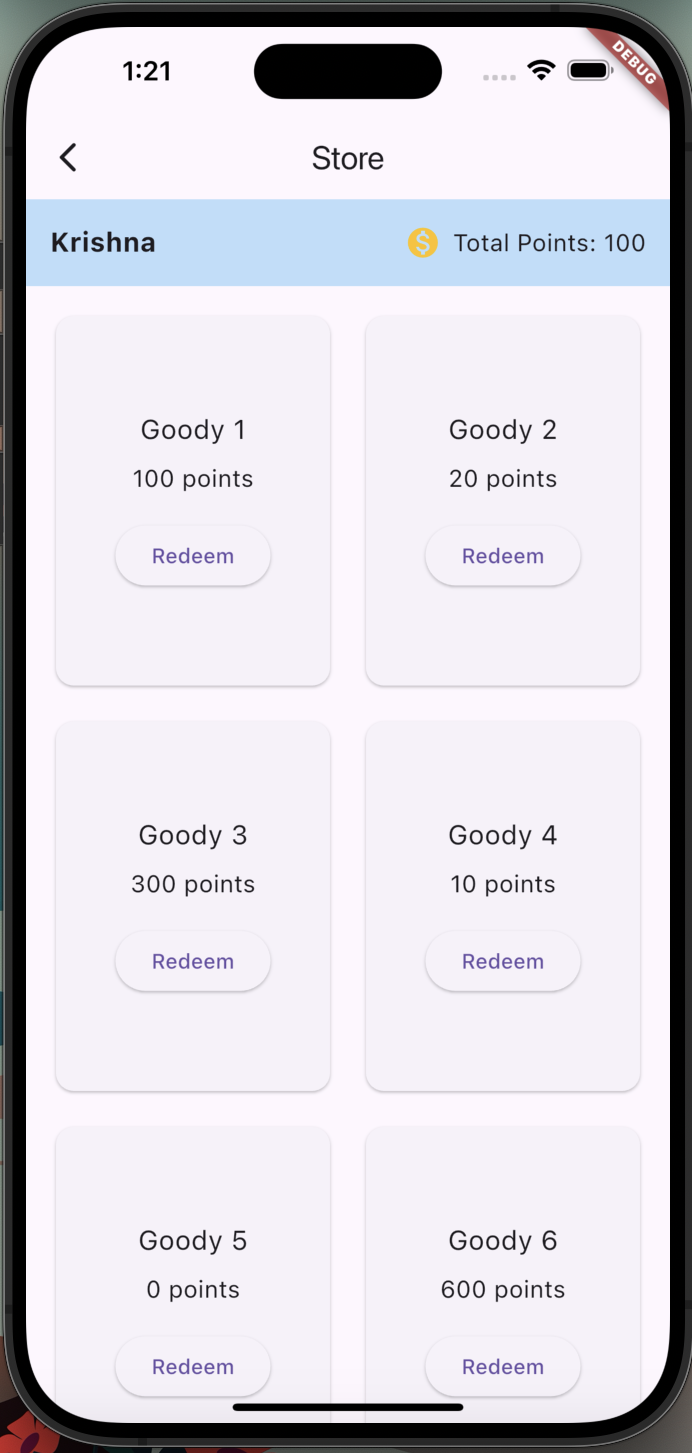 1:21
DEBUG
Store
Krishna
$ Total Points: 100
Goody 1
100 points
Redeem
Goody 2
20 points
Redeem
Goody 3
300 points
Redeem
Goody 4
10 points
Redeem
Goody 5
0 points
Redeem
Goody 6
600 points
Redeem